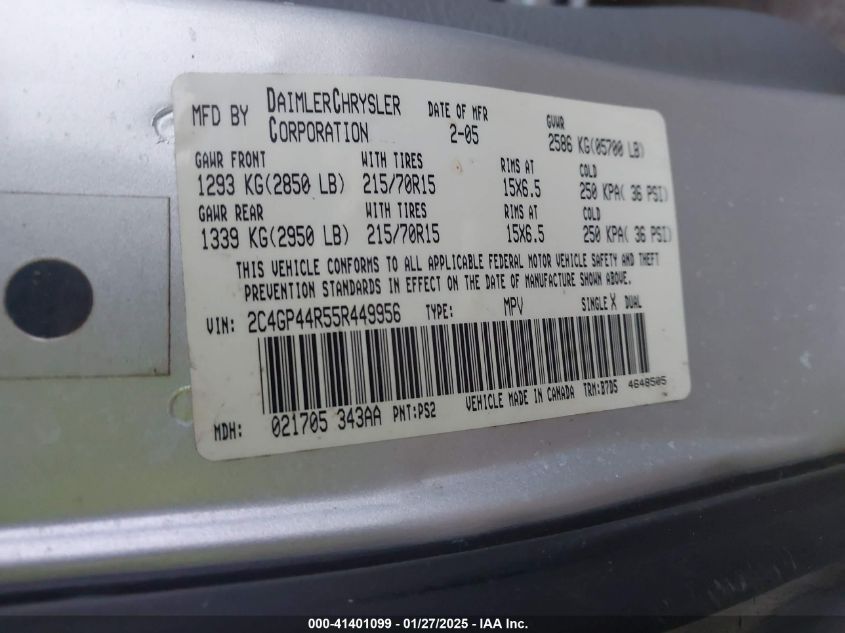 MFD BY DAIMLERCHRYSLER CORPORATION DATE OF MFR 2-05 GVWR 2586 KG(05700 LB)
GAWR FRONT WITH TIRES RIMS AT COLD
1293 KG(2850 LB) 215/70R15 15X6.5 250 KPA( 36 PSI)
GAWR REAR WITH TIRES RIMS AT COLD
1339 KG(2950 LB) 215/70R15 15X6.5 250 KPA( 36 PSI)
THIS VEHICLE CONFORMS TO ALL APPLICABLE FEDERAL MOTOR VEHICLE SAFETY AND THEFT
PREVENTION STANDARDS IN EFFECT ON THE DATE OF MANUFACTURE SHOWN ABOVE.
VIN: 2C4GP44R55R449956 TYPE: MPV SINGLE X DUAL
MDH: 021705 343AA PNT:PS2 VEHICLE MADE IN CANADA TRM:B7D5 4648505
000-41401099 — 01/27/2025 — IAA Inc.